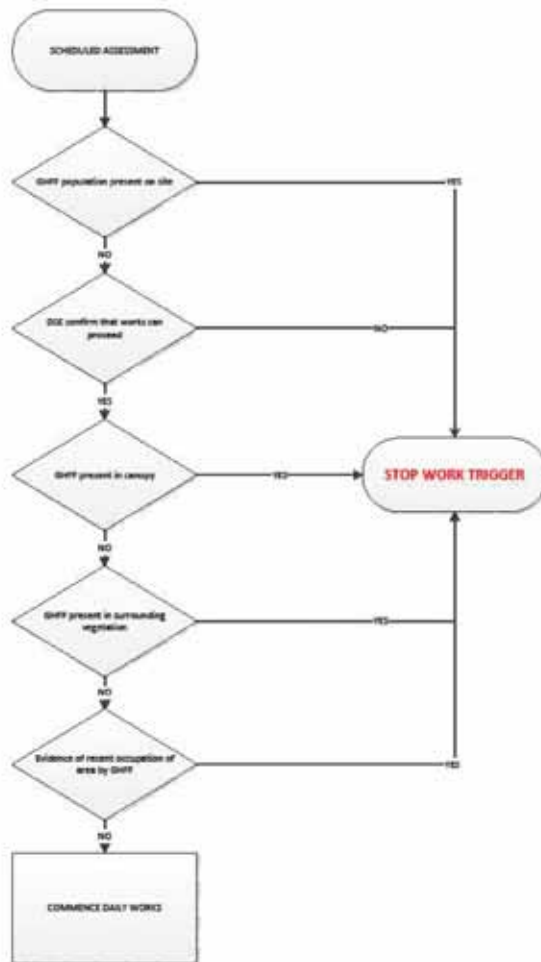 SCHEDULED ASSESSMENT
GHFF population present on site
YES
NO
confirm that works can
proceed
NO
YES
GHFF present in canopy
YES
STOP WORK TRIGGER
NO
GHFF present in surrounding
vegetation
YES
NO
Evidence of recent occupation of
area by GHFF
YES
NO
COMMENCE DAILY WORKS